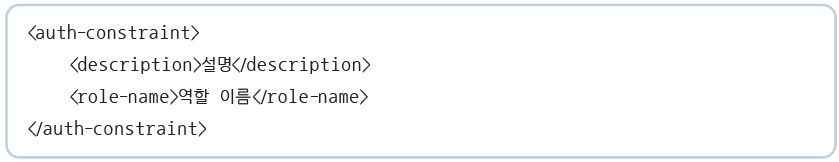 <auth-constraint>
<description>설명</description>
<role-name>역할 이름</role-name>
</auth-constraint>